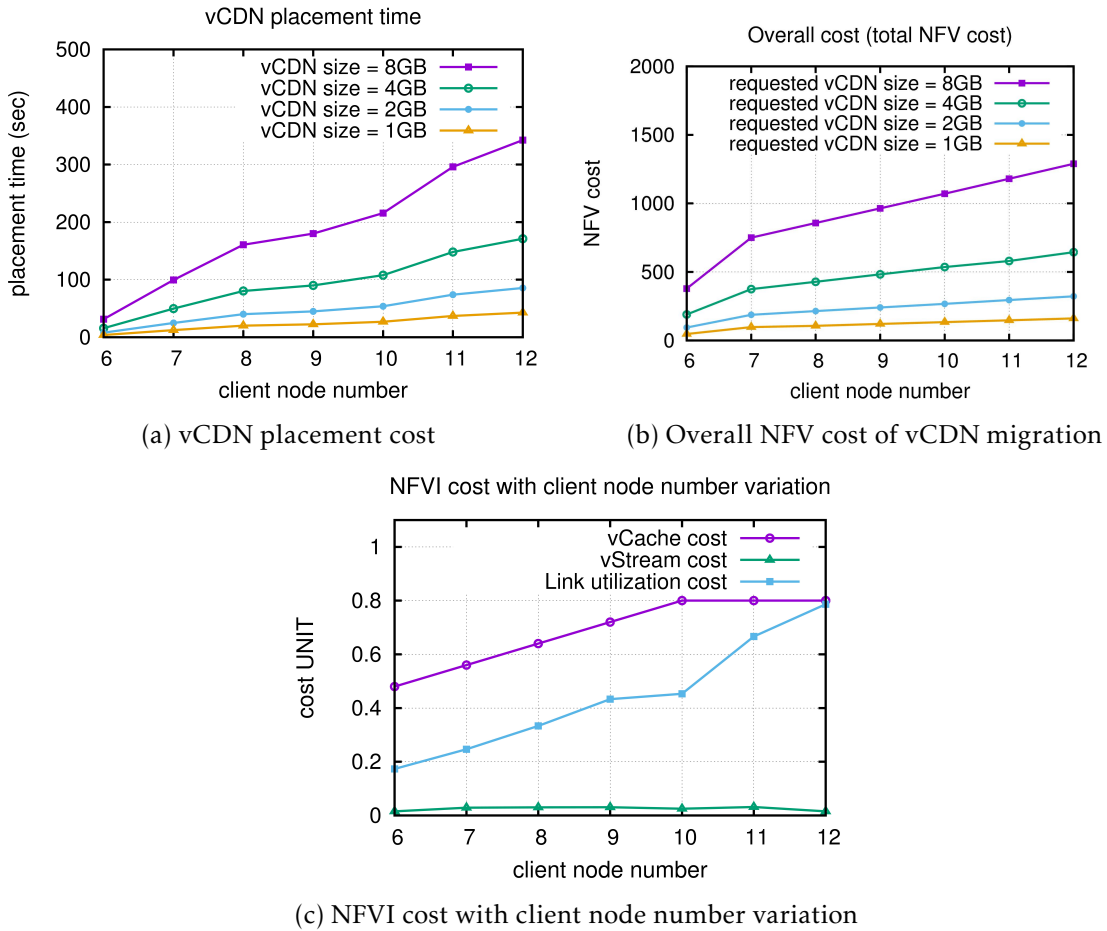 vCDN placement time
500
400
300
200
100
0
placement time (sec)
vCDN size = 8GB
vCDN size = 4GB
vCDN size = 2GB
vCDN size = 1GB
6 7 8 9 10 11 12
client node number
(a) vCDN placement cost
Overall cost (total NFV cost)
2000
1500
1000
500
0
NFV cost
requested vCDN size = 8GB
requested vCDN size = 4GB
requested vCDN size = 2GB
requested vCDN size = 1GB
6 7 8 9 10 11 12
client node number
(b) Overall NFV cost of vCDN migration
NFVI cost with client node number variation
1
0.8
0.6
0.4
0.2
0
cost UNIT
vCache cost
vStream cost
Link utilization cost
6 7 8 9 10 11 12
client node number
(c) NFVI cost with client node number variation